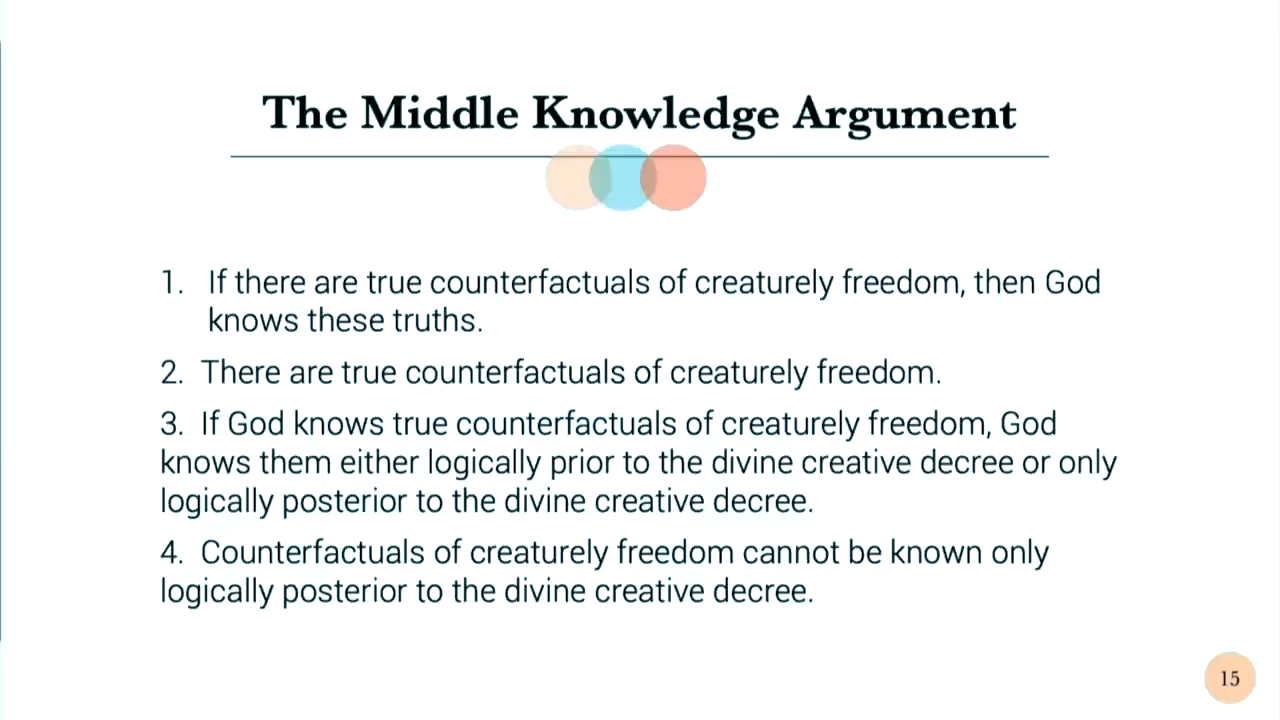 The Middle Knowledge Argument
1. If there are true counterfactuals of creaturely freedom, then God
knows these truths.
2. There are true counterfactuals of creaturely freedom.
3. If God knows true counterfactuals of creaturely freedom, God
knows them either logically prior to the divine creative decree or only
logically posterior to the divine creative decree.
4. Counterfactuals of creaturely freedom cannot be known only
logically posterior to the divine creative decree.
15